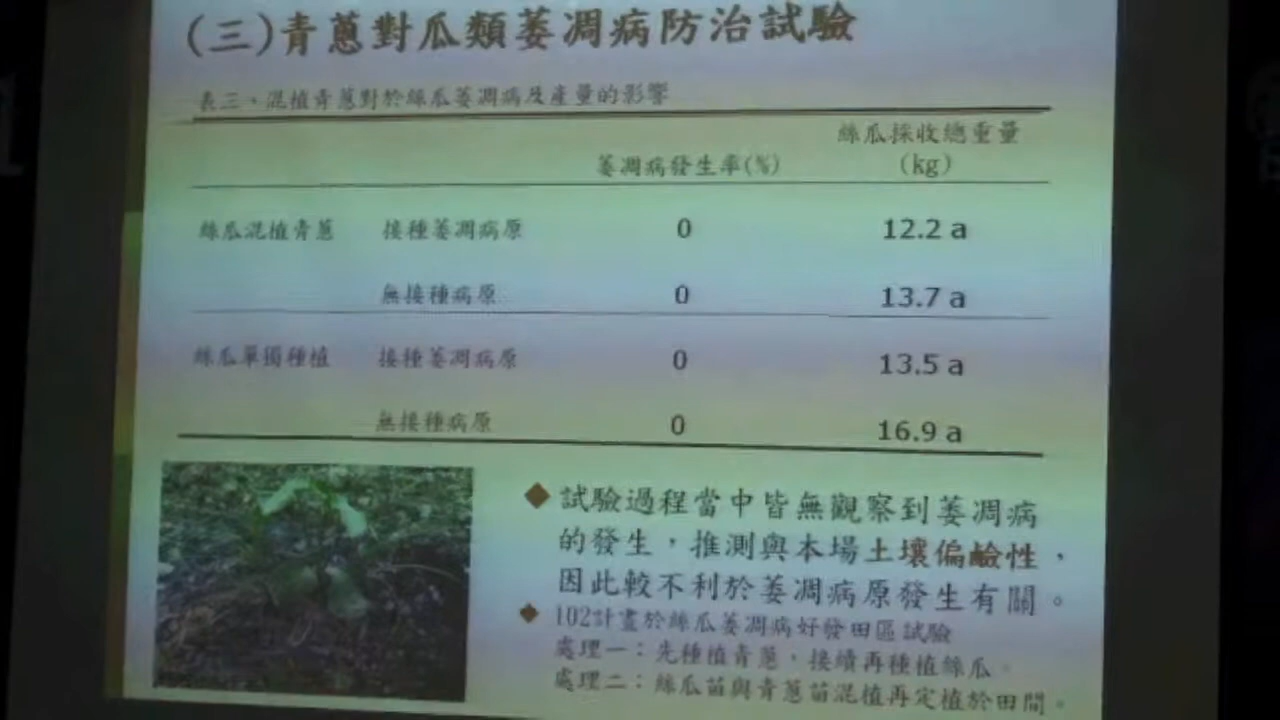 (三)青蔥對瓜類萎凋病防治試驗
表三、混植青蔥對於絲瓜萎凋病及產量的影響
萎凋病發生率(%) 絲瓜採收總重量
(kg)
絲瓜混植青蔥 接種萎凋病原 0 12.2 a
無接種病原 0 13.7 a
絲瓜單獨種植 接種萎凋病原 0 13.5 a
無接種病原 0 16.9 a
◆試驗過程當中皆無觀察到萎凋病
的發生，推測與本場土壤偏鹼性、
因此較不利於萎凋病原發生有關。
◆102計畫於絲瓜萎凋病好發田區試驗
處理一：先種植青蔥，接續再種植絲瓜。
處理二：絲瓜苗與青蔥苗混植再定植於田間。